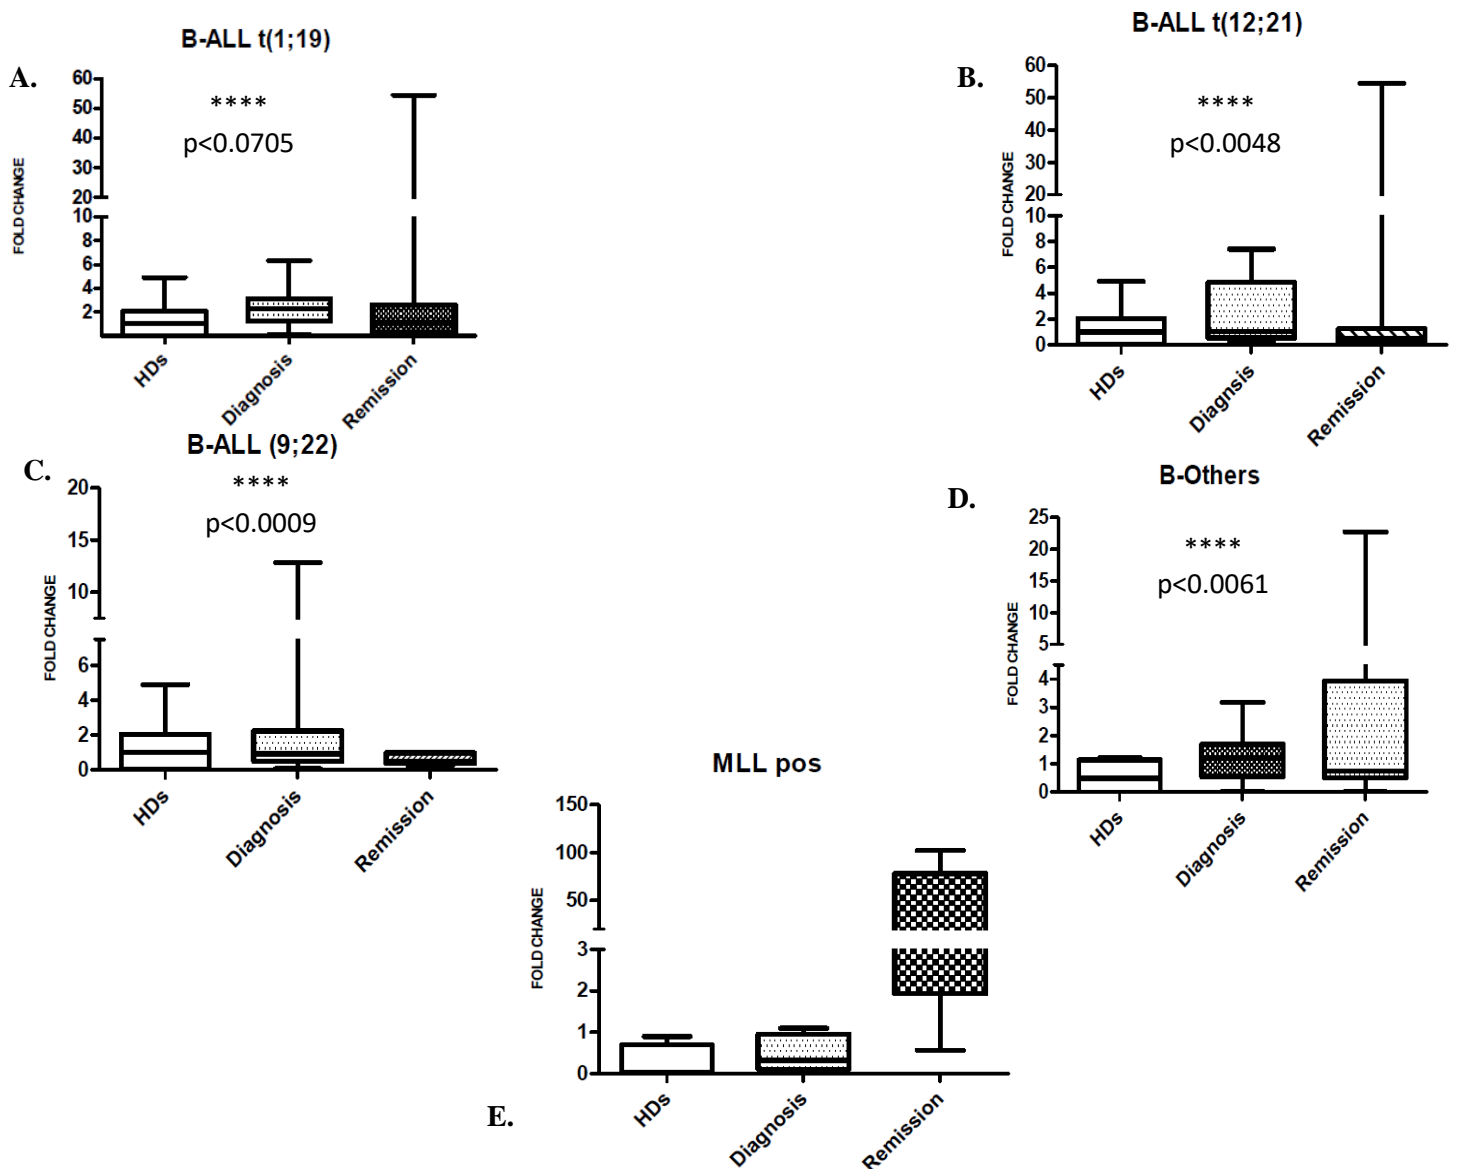 B-ALL t(1;19)
A.
60
50
40
30
20
10
8
6
4
2
FOLD CHANGE
****
p<0.0705
HDs
Diagnosis
Remission
B-ALL t(12;21)
B.
60
50
40
30
20
10
8
6
4
2
0
FOLD CHANGE
****
p<0.0048
HDs
Diagnsis
Remission
B-ALL (9;22)
C.
20
15
10
6
4
2
0
FOLD CHANGE
****
p<0.0009
HDs
Diagnosis
Remission
B-Others
D.
25
20
15
10
5
4
3
2
1
0
FOLD CHANGE
****
p<0.0061
HDs
Diagnosis
Remission
MLL pos
150
100
50
3
2
1
0
FOLD CHANGE
HDs
Diagnosis
Remission
E.